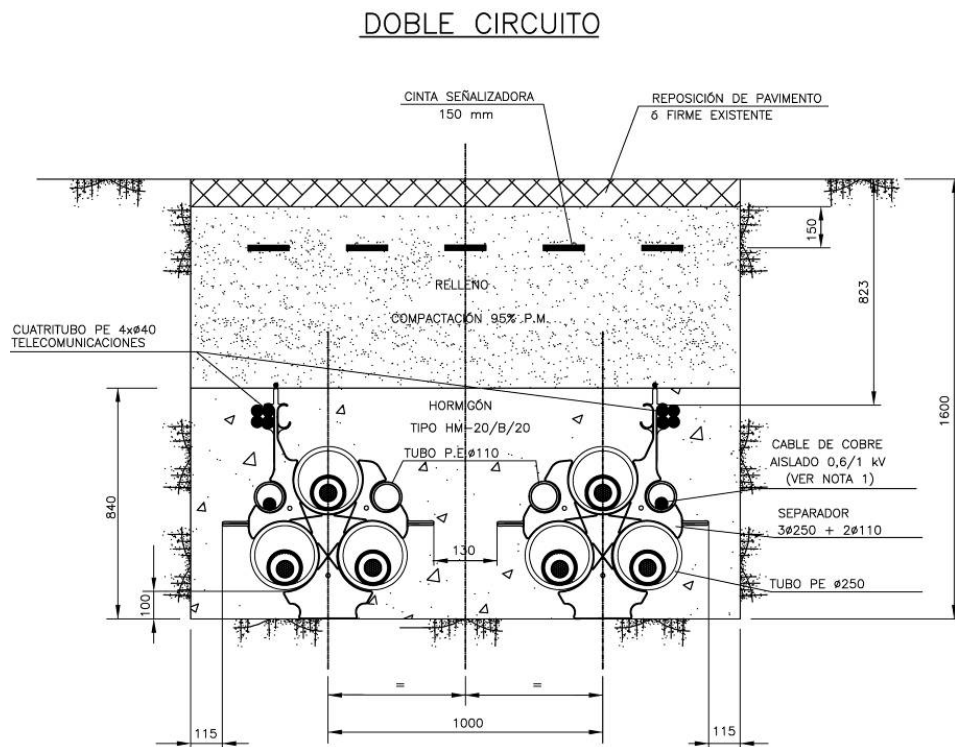 DOBLE CIRCUITO
CINTA SEÑALIZADORA
150 mm
REPOSICIÓN DE PAVIMENTO
ó FIRME EXISTENTE
150
RELLENO
COMPACTACIÓN 95% P.M.
823
CUATRITUBO PE 4xø40
TELECOMUNICACIONES
1600
HORMIGÓN
TIPO HM-20/B/20
TUBO P.E.ø110
CABLE DE COBRE
AISLADO 0,6/1 kV
(VER NOTA 1)
840
SEPARADOR
3ø250 + 2ø110
130
TUBO PE ø250
100
=
=
115
1000
115